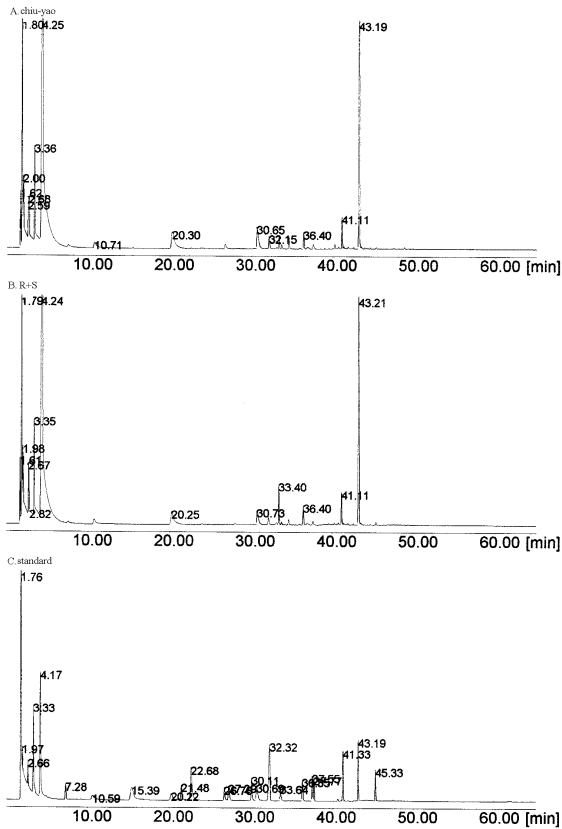 A. chiu-yao
1.80 4.25 43.19
3.36
2.00
.62
2.68
2.59
41.11
20.30 30.65 36.40
32.15
10.71
10.00 20.00 30.00 40.00 50.00 60.00 [min]
B. R+S
1.79 4.24 43.21
3.35
1.98
.61
2.67
33.40
41.11
36.40
2.82 20.25 30.73
10.00 20.00 30.00 40.00 50.00 60.00 [min]
C. standard
1.76
4.17
3.33
1.97
2.66
32.32 43.19
41.33
22.68 45.33
30.11
7.28 15.39 21.48 30.69 33.64
10.59 20.22
10.00 20.00 30.00 40.00 50.00 60.00 [min]